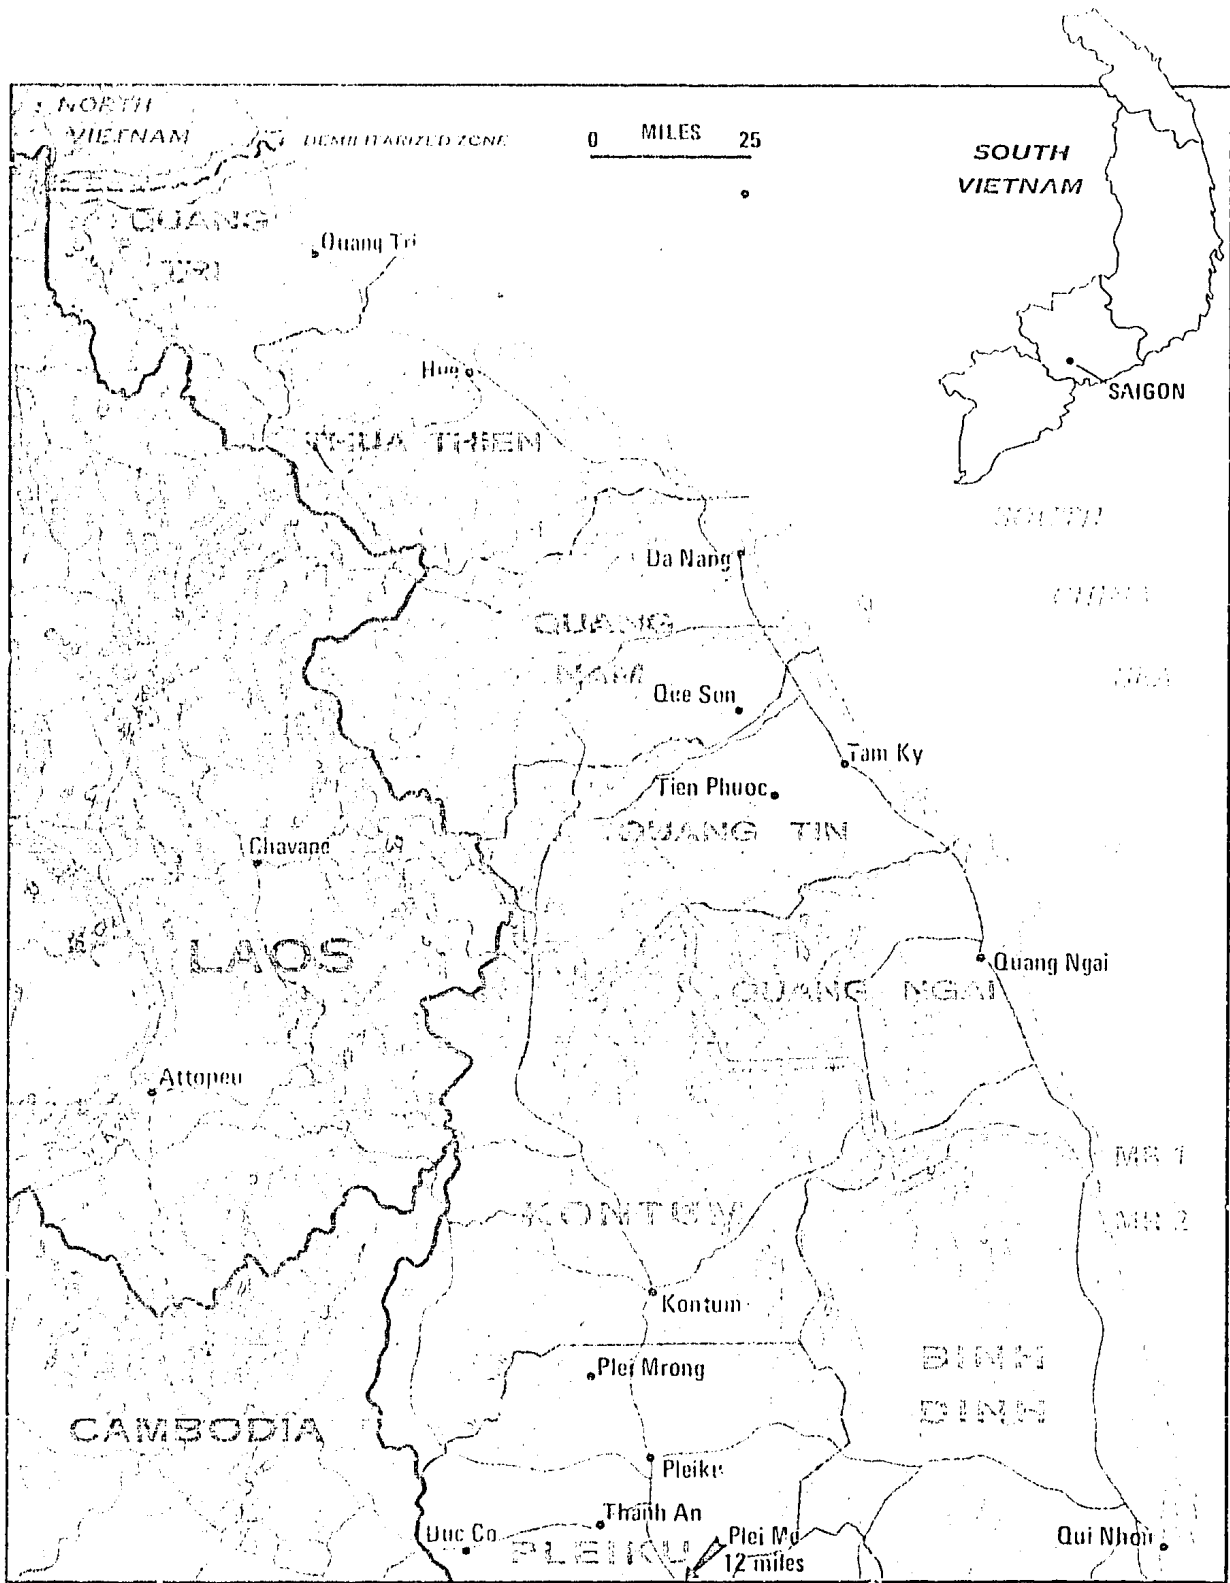 NORTH
VIETNAM
DEMILITARIZED ZONE
0 MILES 25
SOUTH
VIETNAM
SAIGON
QUANG
TRI
Quang Tri
Hue
THUA THIEN
SOUTH
CHINA
SEA
Da Nang
QUANG
NAM
Que Son
Tam Ky
Tien Phuoc
QUANG TIN
Chavane
LAOS
Quang Ngai
QUANG NGAI
Attopeu
MR 1
MR 2
KONTUM
Kontum
Plei Mrong
BINH
DINH
CAMBODIA
Pleiku
Thanh An
Duc Co
PLEIKU
Plei Me
12 miles
Qui Nhon